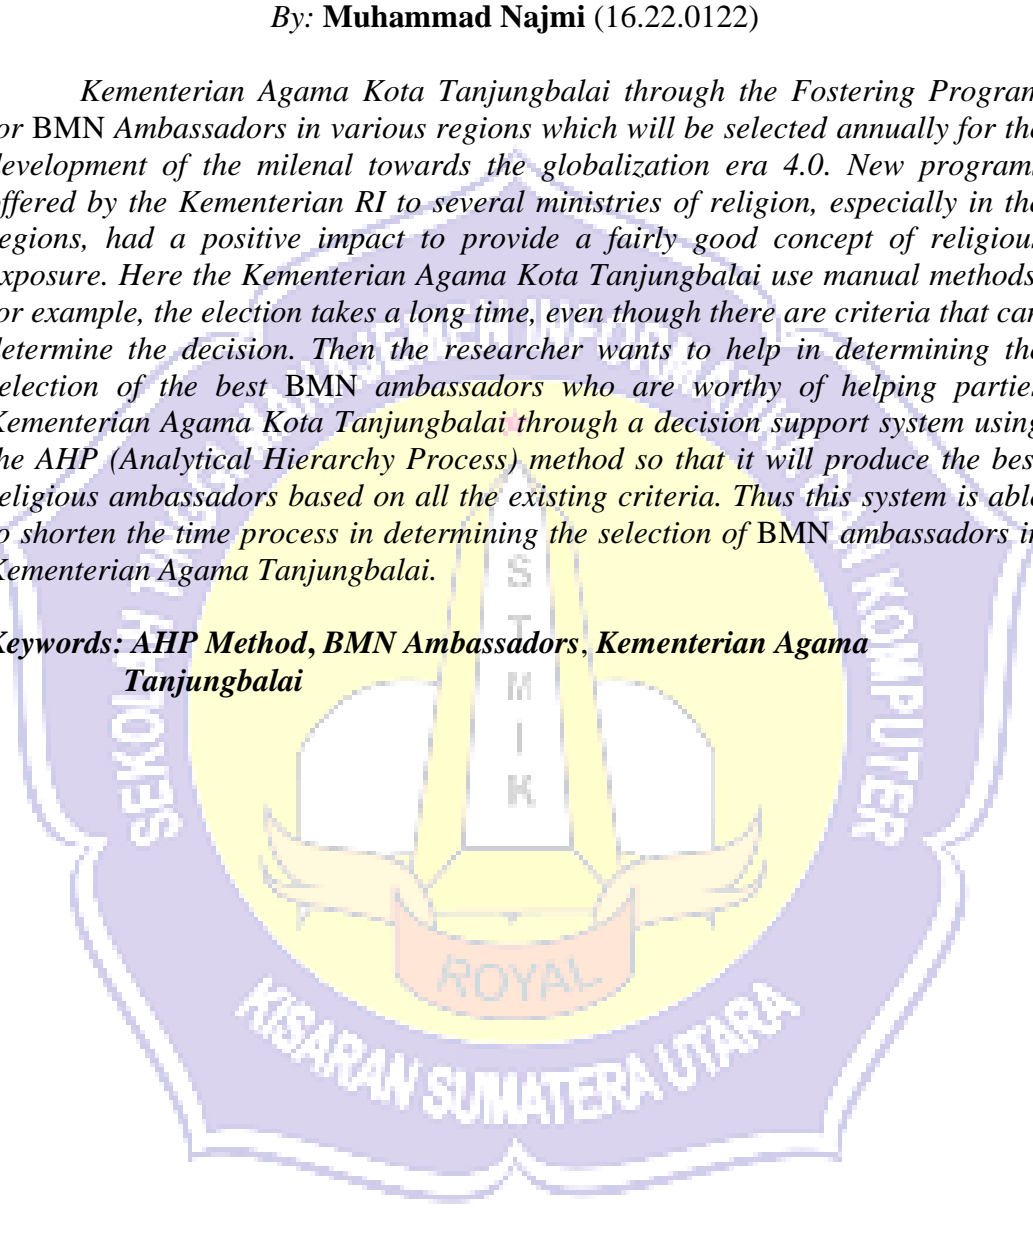 By: Muhammad Najmi (16.22.0122)
Kementerian Agama Kota Tanjungbalai through the Fostering Program
or BMN Ambassadors in various regions which will be selected annually for the
development of the milenal towards the globalization era 4.0. New programs
offered by the Kementerian RI to several ministries of religion, especially in the
regions, had a positive impact to provide a fairly good concept of religious
exposure. Here the Kementerian Agama Kota Tanjungbalai use manual methods,
for example, the election takes a long time, even though there are criteria that can
determine the decision. Then the researcher wants to help in determining the
selection of the best BMN ambassadors who are worthy of helping parties
Kementerian Agama Kota Tanjungbalai through a decision support system using
the AHP (Analytical Hierarchy Process) method so that it will produce the best
religious ambassadors based on all the existing criteria. Thus this system is able
to shorten the time process in determining the selection of BMN ambassadors in
Kementerian Agama Tanjungbalai.
Keywords: AHP Method, BMN Ambassadors, Kementerian Agama
Tanjungbalai
SEKOLAH TINGGI KOMPUTER
STMIK
ROYAL
KISARAN SUMATERA UTARA